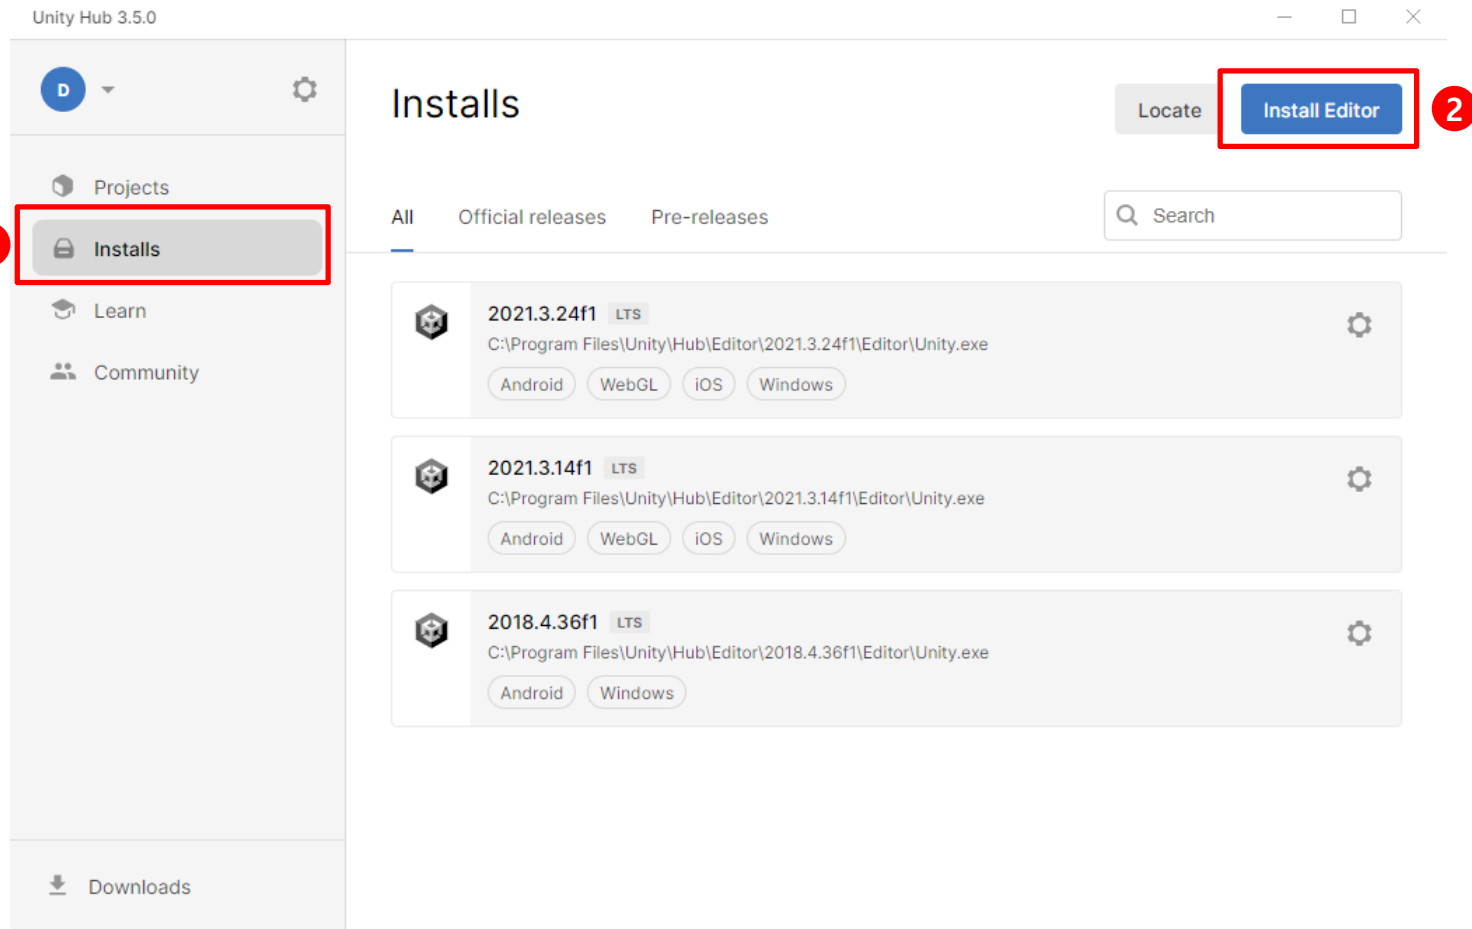 Unity Hub 3.5.0
D
Installs
Locate
Install Editor
2
Projects
Installs
Learn
Community
All
Official releases
Pre-releases
Search
2021.3.24f1 LTS
C:\Program Files\Unity\Hub\Editor\2021.3.24f1\Editor\Unity.exe
Android WebGL iOS Windows
2021.3.14f1 LTS
C:\Program Files\Unity\Hub\Editor\2021.3.14f1\Editor\Unity.exe
Android WebGL iOS Windows
2018.4.36f1 LTS
C:\Program Files\Unity\Hub\Editor\2018.4.36f1\Editor\Unity.exe
Android Windows
Downloads